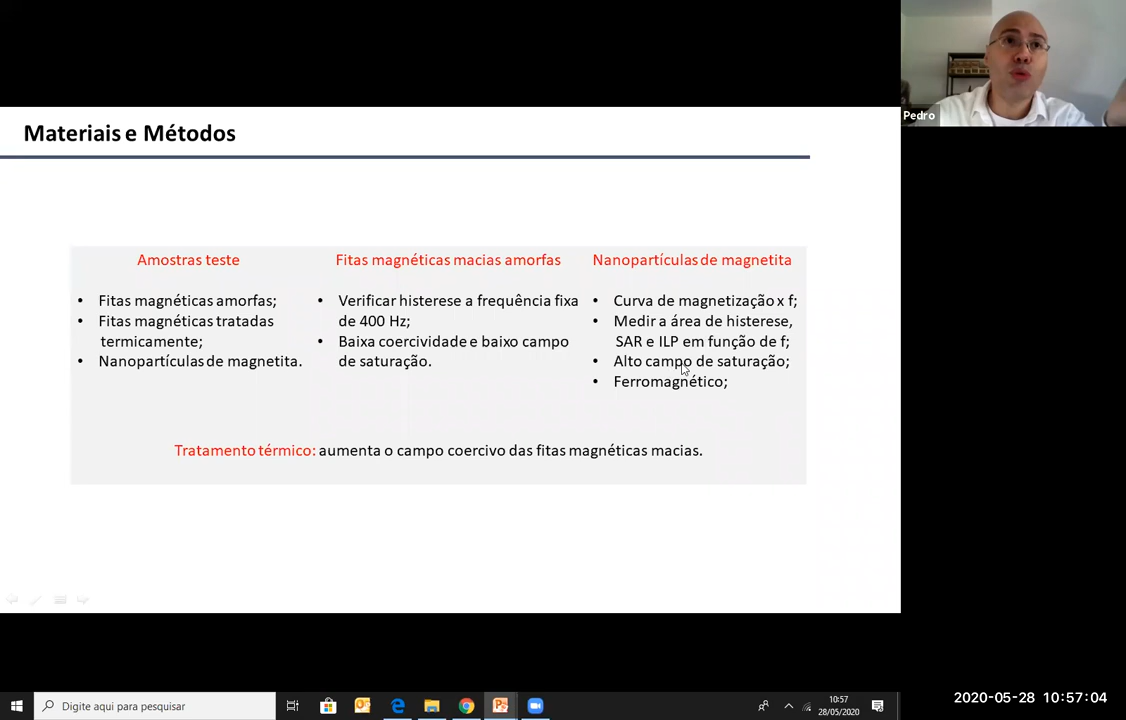 Pedro
Materiais e Métodos
Amostras teste
• Fitas magnéticas amorfas;
• Fitas magnéticas tratadas
termicamente;
• Nanopartículas de magnetita.
Fitas magnéticas macias amorfas
• Verificar histerese a frequência fixa
de 400 Hz;
• Baixa coercividade e baixo campo
de saturação.
Nanopartículas de magnetita
• Curva de magnetização x f;
• Medir a área de histerese,
SAR e ILP em função de f;
• Alto campo de saturação;
• Ferromagnético;
Tratamento térmico: aumenta o campo coercivo das fitas magnéticas macias.
Digite aqui para pesquisar
10:57
28/05/2020
2020-05-28 10:57:04